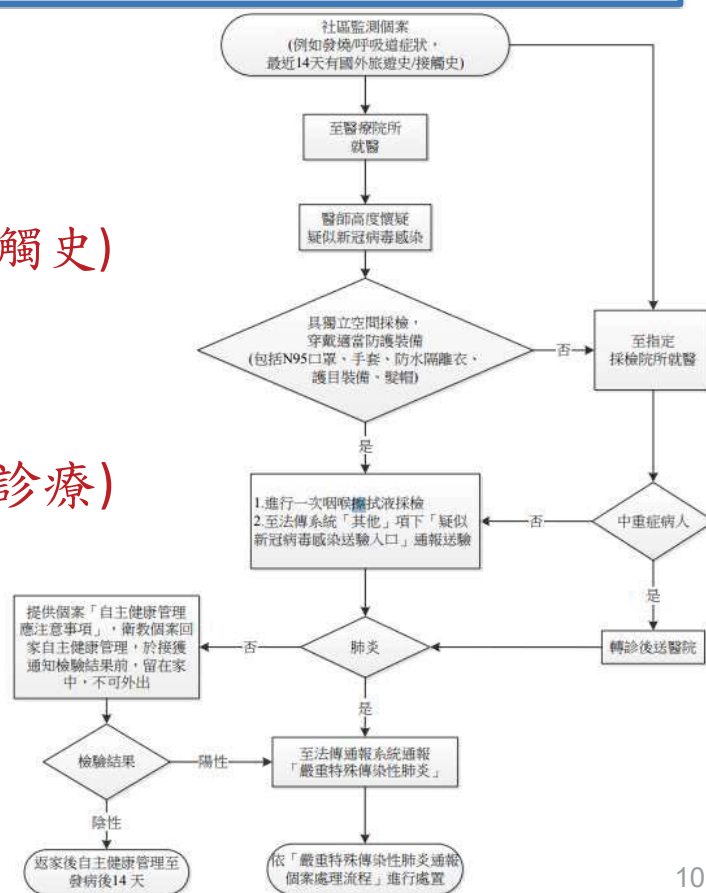 社區監測個案
(例如發燒/呼吸道症狀，
最近14天有國外旅遊史/接觸史)
至醫療院所
就醫
觸史)
醫師高度懷疑
疑似新冠病毒感染
具獨立空間採檢，
穿戴適當防護裝備
(包括N95口罩、手套、防水隔離衣、
護目裝備、髮帽)
否
至指定
採檢院所就醫
是
診療)
1.進行一次咽喉擦拭液採檢
2.至法傳系統「其他」項下「疑似
新冠病毒感染送驗入口」通報送驗
否
中重症病人
是
提供個案「自主健康管理
應注意事項」，衛教個案回
家自主健康管理，於接獲
通知檢驗結果前，留在家
中，不可外出
否
肺炎
轉診後送醫院
是
檢驗結果
陽性
至法傳通報系統通報
「嚴重特殊傳染性肺炎」
陰性
返家後自主健康管理至
發病後14 天
依「嚴重特殊傳染性肺炎通報
個案處理流程」進行處置
10